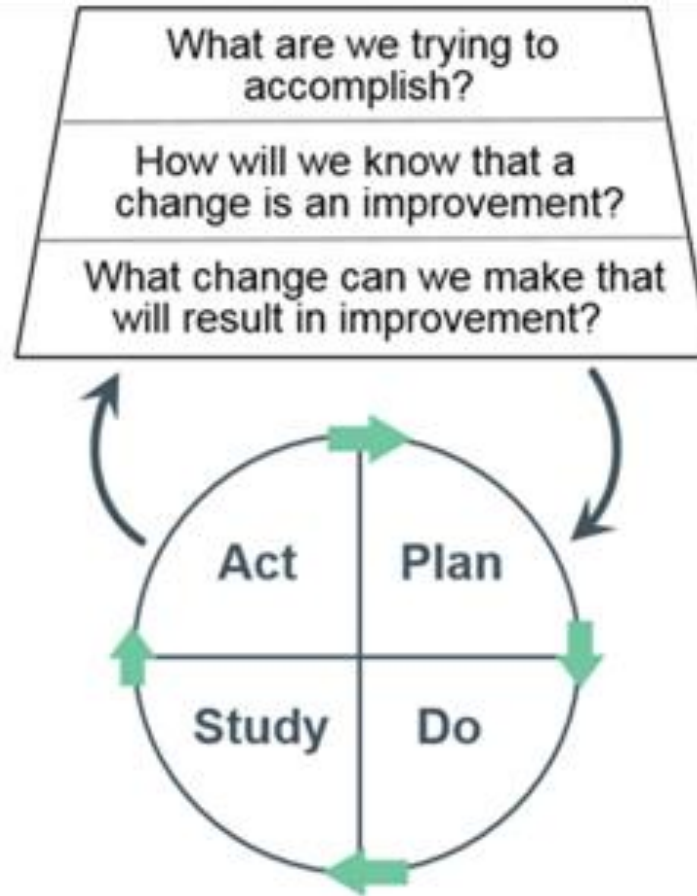 What are we trying to
accomplish?
How will we know that a
change is an improvement?
What change can we make that
will result in improvement?
Act
Plan
Study
Do